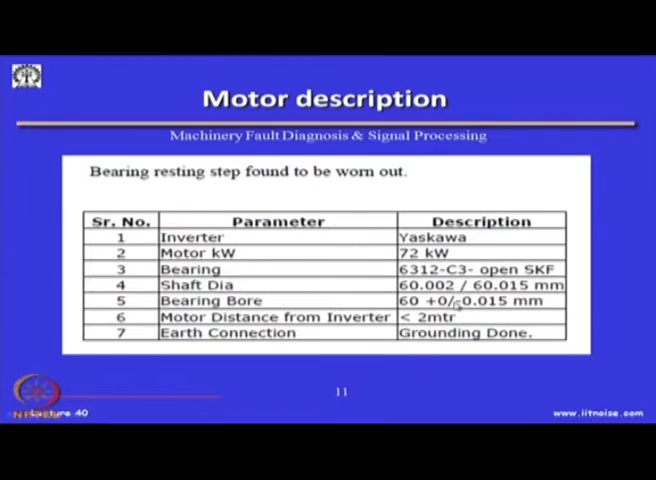 Motor description
Machinery Fault Diagnosis & Signal Processing
Bearing resting step found to be worn out.
Sr. No. Parameter Description
1 Inverter Yaskawa
2 Motor kW 72 kW
3 Bearing 6312-C3- open SKF
4 Shaft Dia 60.002 / 60.015 mm
5 Bearing Bore 60 +0/-0.015 mm
6 Motor Distance from Inverter < 2mtr
7 Earth Connection Grounding Done.
11
NPTEL Lecture 40 www.iitnoise.com